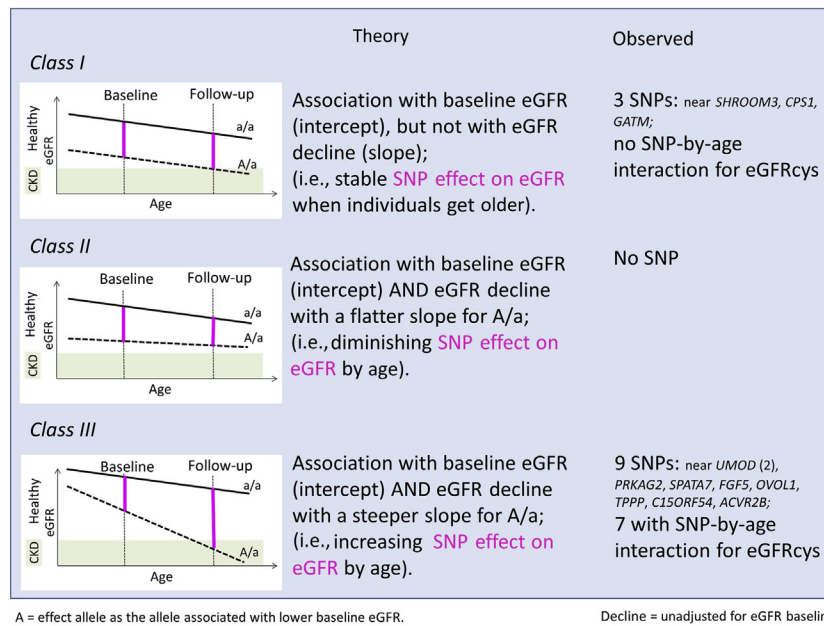 Theory
Observed
Class I
Baseline
Follow-up
a/a
A/a
Healthy
eGFR
CKD
Age
Association with baseline eGFR
(intercept), but not with eGFR
decline (slope);
(i.e., stable SNP effect on eGFR
when individuals get older).
3 SNPs: near SHROOM3, CPS1,
GATM;
no SNP-by-age
interaction for eGFRcys
Class II
Baseline
Follow-up
a/a
A/a
Healthy
eGFR
CKD
Age
Association with baseline eGFR
(intercept) AND eGFR decline
with a flatter slope for A/a;
(i.e., diminishing SNP effect on
eGFR by age).
No SNP
Class III
Baseline
Follow-up
a/a
A/a
Healthy
eGFR
CKD
Age
Association with baseline eGFR
(intercept) AND eGFR decline
with a steeper slope for A/a;
(i.e., increasing SNP effect on
eGFR by age).
9 SNPs: near UMOD (2),
PRKAG2, SPATA7, FGF5, OVOL1,
TPPP, C15ORF54, ACVR2B;
7 with SNP-by-age
interaction for eGFRcys
A = effect allele as the allele associated with lower baseline eGFR.
Decline = unadjusted for eGFR baselin